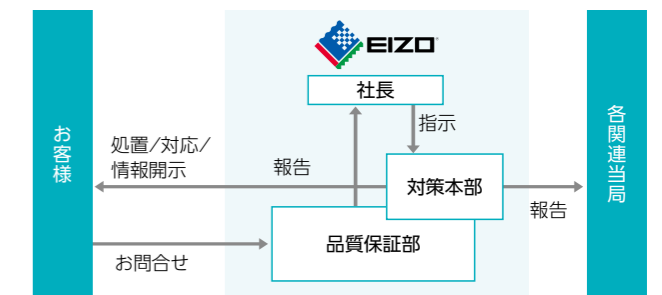 EIZO
社長
指示
お客様
処置/対応/
情報開示
報告
対策本部
報告
各関連当局
品質保証部
お問合せ